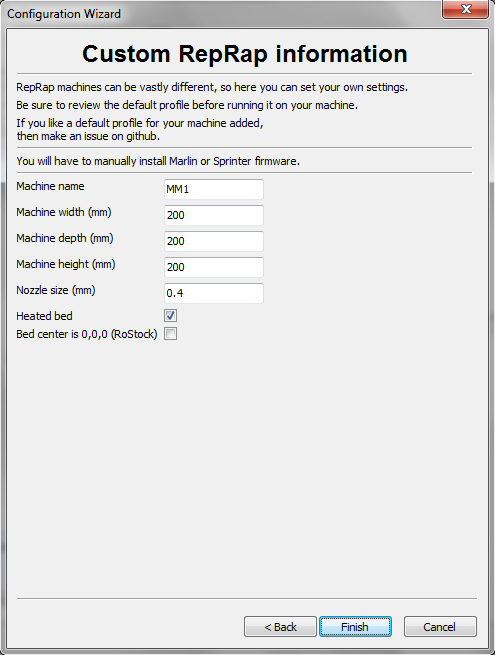 Configuration Wizard
Custom RepRap information
RepRap machines can be vastly different, so here you can set your own settings.
Be sure to review the default profile before running it on your machine.
If you like a default profile for your machine added,
then make an issue on github.
You will have to manually install Marlin or Sprinter firmware.
Machine name MM1
Machine width (mm) 200
Machine depth (mm) 200
Machine height (mm) 200
Nozzle size (mm) 0.4
Heated bed
Bed center is 0,0,0 (RoStock)
< Back Finish Cancel